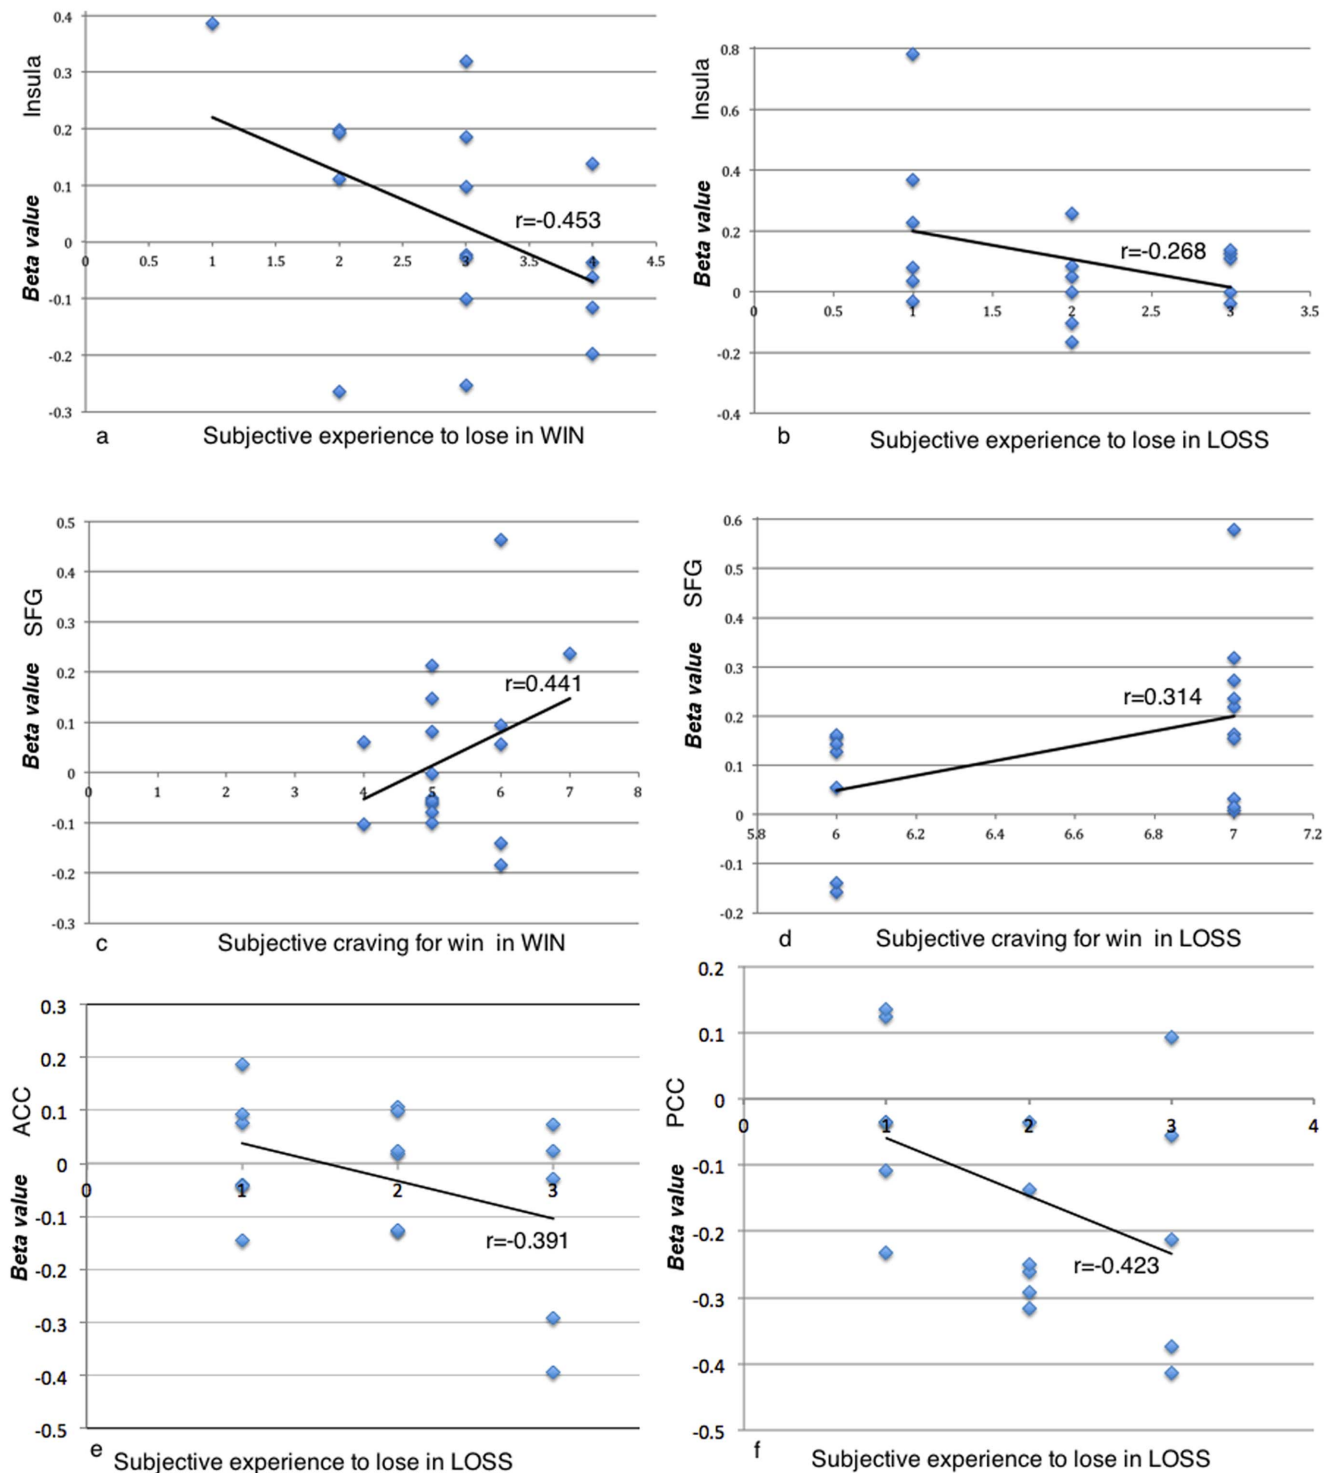 0.4
0.3
0.2
0.1
0
-0.1
-0.2
-0.3
0 0.5 1 1.5 2 2.5 3 3.5 4 4.5
Insula
Beta value
r=-0.453
a Subjective experience to lose in WIN
0.8
0.6
0.4
0.2
0
-0.2
-0.4
0 0.5 1 1.5 2 2.5 3 3.5
Insula
Beta value
r=-0.268
b Subjective experience to lose in LOSS
0.5
0.4
0.3
0.2
0.1
0
-0.1
-0.2
-0.3
0 1 2 3 4 5 6 7 8
SFG
Beta value
r=0.441
c Subjective craving for win in WIN
0.6
0.5
0.4
0.3
0.2
0.1
0
-0.1
-0.2
5.8 6 6.2 6.4 6.6 6.8 7 7.2
SFG
Beta value
r=0.314
d Subjective craving for win in LOSS
0.3
0.2
0.1
0
-0.1
-0.2
-0.3
-0.4
-0.5
0 1 2 3
ACC
Beta value
r=-0.391
e Subjective experience to lose in LOSS
0.2
0.1
0
-0.1
-0.2
-0.3
-0.4
-0.5
0 1 2 3 4
PCC
Beta value
r=-0.423
f Subjective experience to lose in LOSS